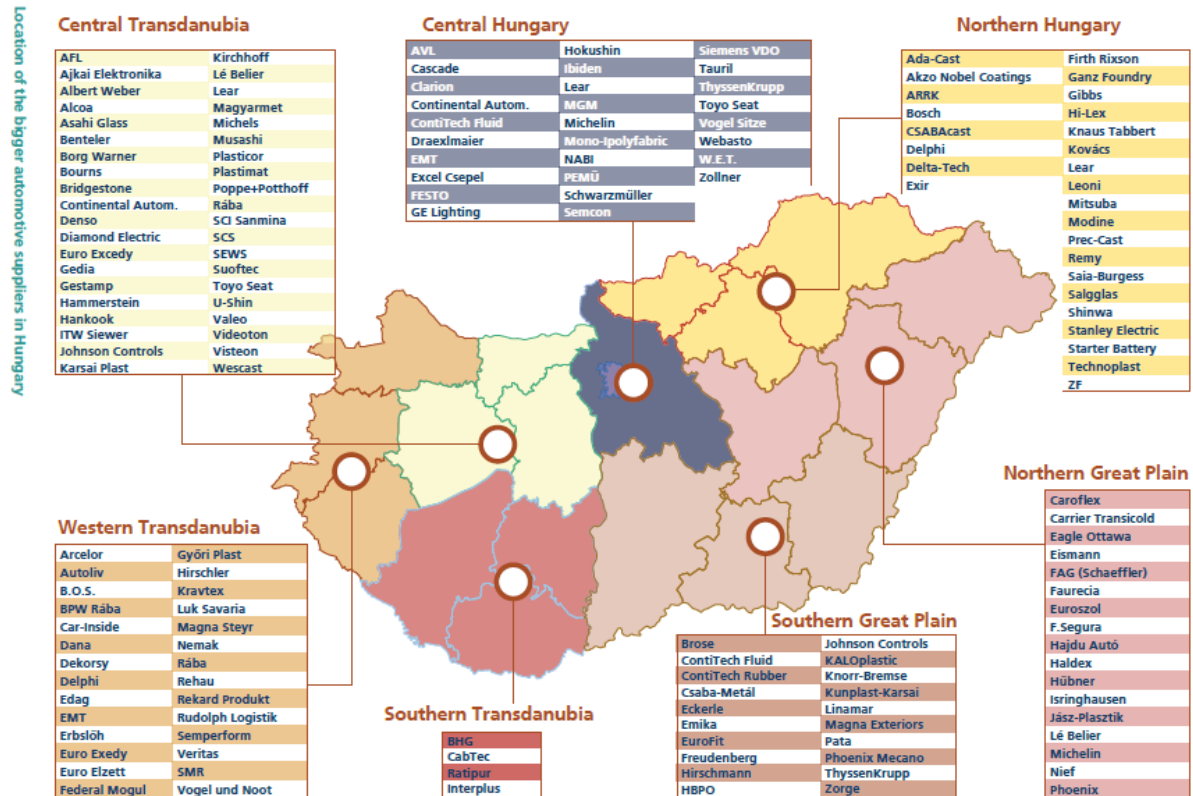 Location of the bigger automotive suppliers in Hungary
Central Transdanubia
AFL Kirchhoff
Ajkai Elektronika Lé Belier
Albert Weber Lear
Alcoa Magyarmet
Asahi Glass Michels
Benteler Musashi
Borg Warner Plasticor
Bourns Plastimat
Bridgestone Poppe+Potthoff
Continental Autom. Rába
Denso SCI Sanmina
Diamond Electric SCS
Euro Excedy SEWS
Gedia Suoftec
Gestamp Toyo Seat
Hammerstein U-Shin
Hankook Valeo
ITW Siewer Videoton
Johnson Controls Visteon
Karsai Plast Wescast
Central Hungary
AVL Hokushin Siemens VDO
Cascade Ibiden Tauril
Clarion Lear ThyssenKrupp
Continental Autom. MGM Toyo Seat
ContiTech Fluid Michelin Vogel Sitze
Draexlmaier Mono-Ipolyfabric Webasto
EMT NABI W.E.T.
Excel Csepel PEMÜ Zollner
FESTO Schwarzmüller
GE Lighting Semcon
Northern Hungary
Ada-Cast Firth Rixson
Akzo Nobel Coatings Ganz Foundry
ARRK Gibbs
Bosch Hi-Lex
CSABAcast Knaus Tabbert
Delphi Kovács
Delta-Tech Lear
Exir Leoni
Mitsuba
Modine
Prec-Cast
Remy
Saia-Burgess
Salgglas
Shinwa
Stanley Electric
Starter Battery
Technoplast
ZF
Western Transdanubia
Arcelor Győri Plast
Autoliv Hirschler
B.O.S. Kravtex
BPW Rába Luk Savaria
Car-Inside Magna Steyr
Dana Nemak
Dekorsy Rába
Delphi Rehau
Edag Rekard Produkt
EMT Rudolph Logistik
Erbslöh Semperform
Euro Exedy Veritas
Euro Elzett SMR
Federal Mogul Vogel und Noot
Southern Transdanubia
BHG
CabTec
Ratipur
Interplus
Southern Great Plain
Brose Johnson Controls
ContiTech Fluid KALOplastic
ContiTech Rubber Knorr-Bremse
Csaba-Metál Kunplast-Karsai
Eckerle Linamar
Emika Magna Exteriors
EuroFit Pata
Freudenberg Phoenix Mecano
Hirschmann ThyssenKrupp
HBPO Zorge
Northern Great Plain
Caroflex
Carrier Transicold
Eagle Ottawa
Eismann
FAG (Schaeffler)
Faurecia
Euroszol
F.Segura
Hajdu Autó
Haldex
Hübner
Isringhausen
Jász-Plasztik
Lé Belier
Michelin
Nief
Phoenix